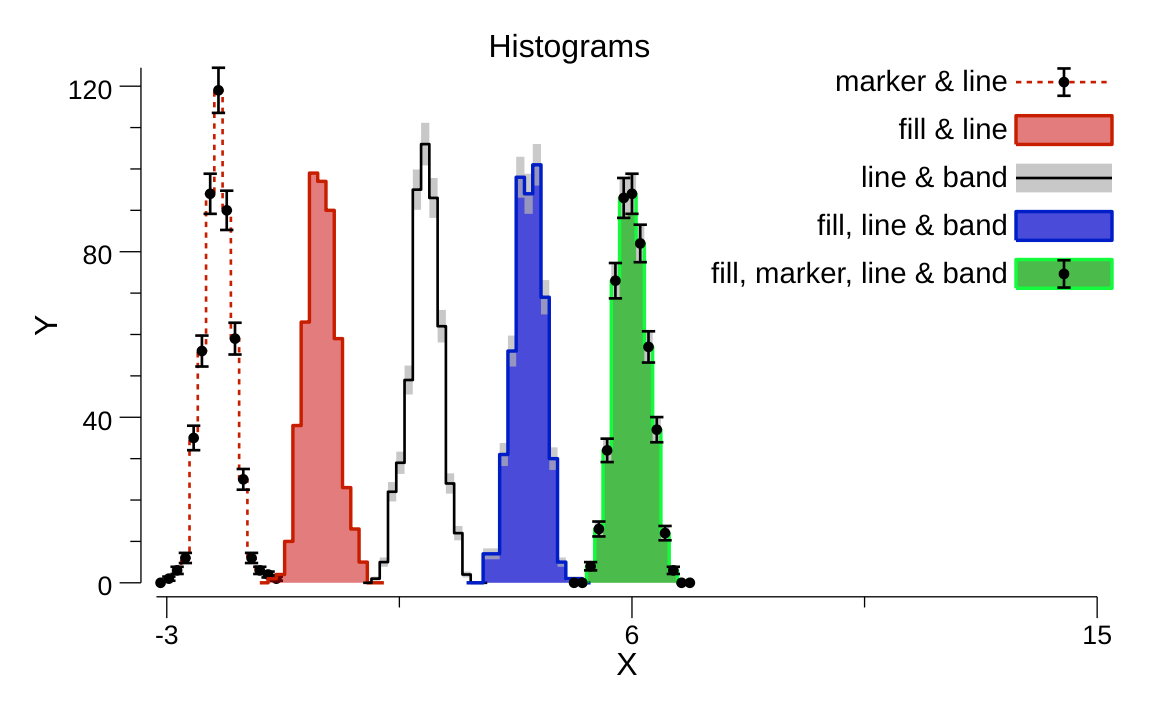 Histograms
marker & line
fill & line
line & band
fill, line & band
fill, marker, line & band
120
80
40
0
Y
-3
6
15
X